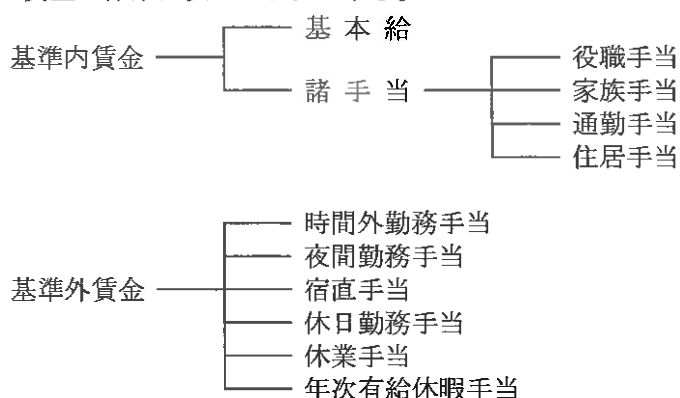 基本給
基準内賃金
役職手当
諸手当
家族手当
通勤手当
住居手当
時間外勤務手当
夜間勤務手当
基準外賃金
宿直手当
休日勤務手当
休業手当
年次有給休暇手当